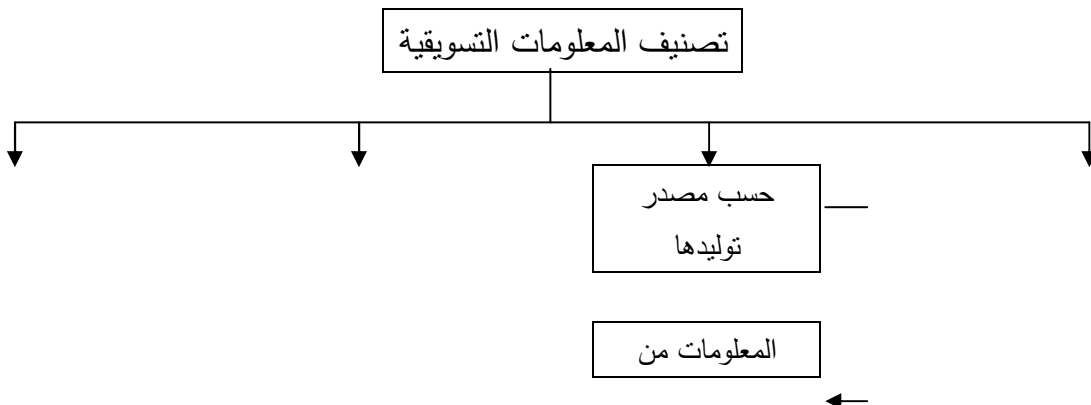 تصنيف المعلومات التسويقية
حسب مصدر
توليدها
المعلومات من